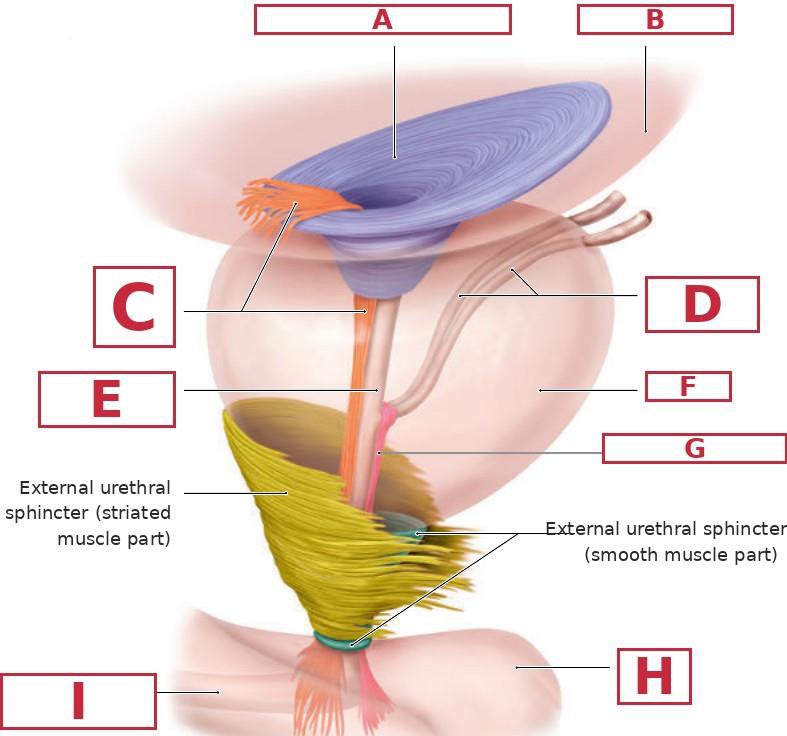 A
B
C
D
E
F
G
External urethral
sphincter (striated
muscle part)
External urethral sphincter
(smooth muscle part)
H
I